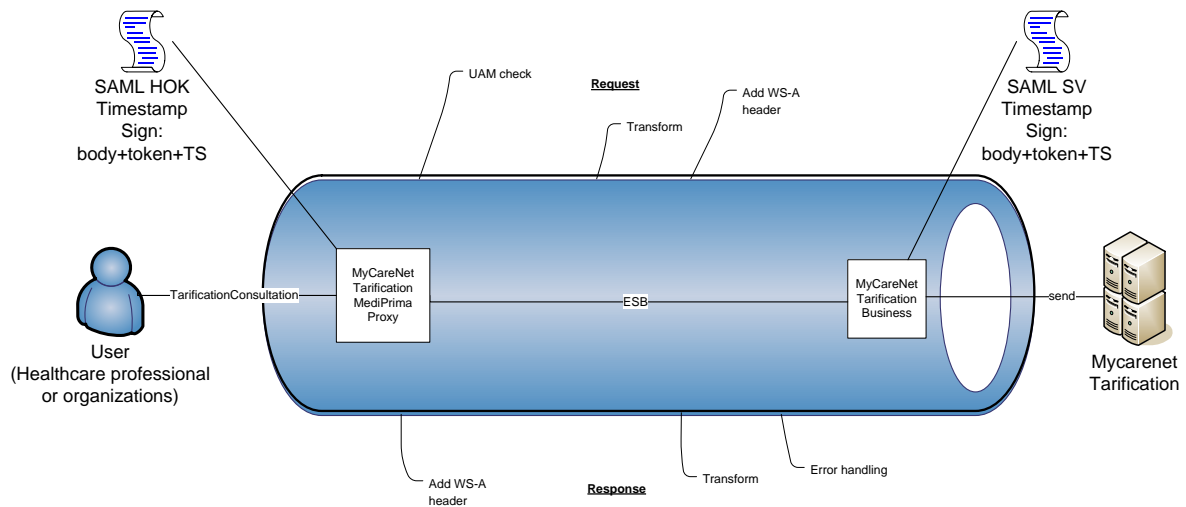 SAML HOK
Timestamp
Sign:
body+token+TS
UAM check
Request
Transform
Add WS-A
header
SAML SV
Timestamp
Sign:
body+token+TS
User
(Healthcare professional
or organizations)
TarificationConsultation
MyCareNet
Tarification
MediPrima
Proxy
ESB
MyCareNet
Tarification
Business
send
Mycarenet
Tarification
Add WS-A
header
Response
Transform
Error handling